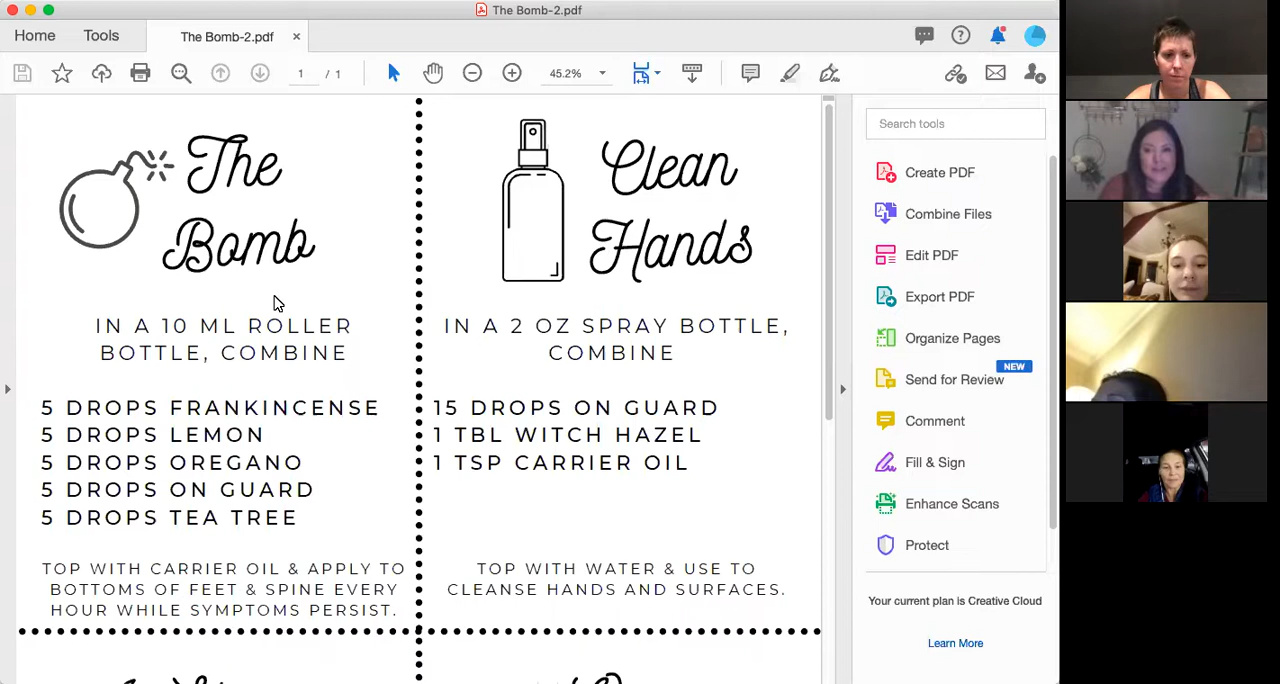 The Bomb-2.pdf
Home
Tools
The Bomb-2.pdf
1 / 1
45.2%
The
Bomb
IN A 10 ML ROLLER
BOTTLE, COMBINE
5 DROPS FRANKINCENSE
5 DROPS LEMON
5 DROPS OREGANO
5 DROPS ON GUARD
5 DROPS TEA TREE
TOP WITH CARRIER OIL & APPLY TO
BOTTOMS OF FEET & SPINE EVERY
HOUR WHILE SYMPTOMS PERSIST.
Clean
Hands
IN A 2 OZ SPRAY BOTTLE,
COMBINE
15 DROPS ON GUARD
1 TBL WITCH HAZEL
1 TSP CARRIER OIL
TOP WITH WATER & USE TO
CLEANSE HANDS AND SURFACES.
Search tools
Create PDF
Combine Files
Edit PDF
Export PDF
Organize Pages
NEW
Send for Review
Comment
Fill & Sign
Enhance Scans
Protect
Your current plan is Creative Cloud
Learn More